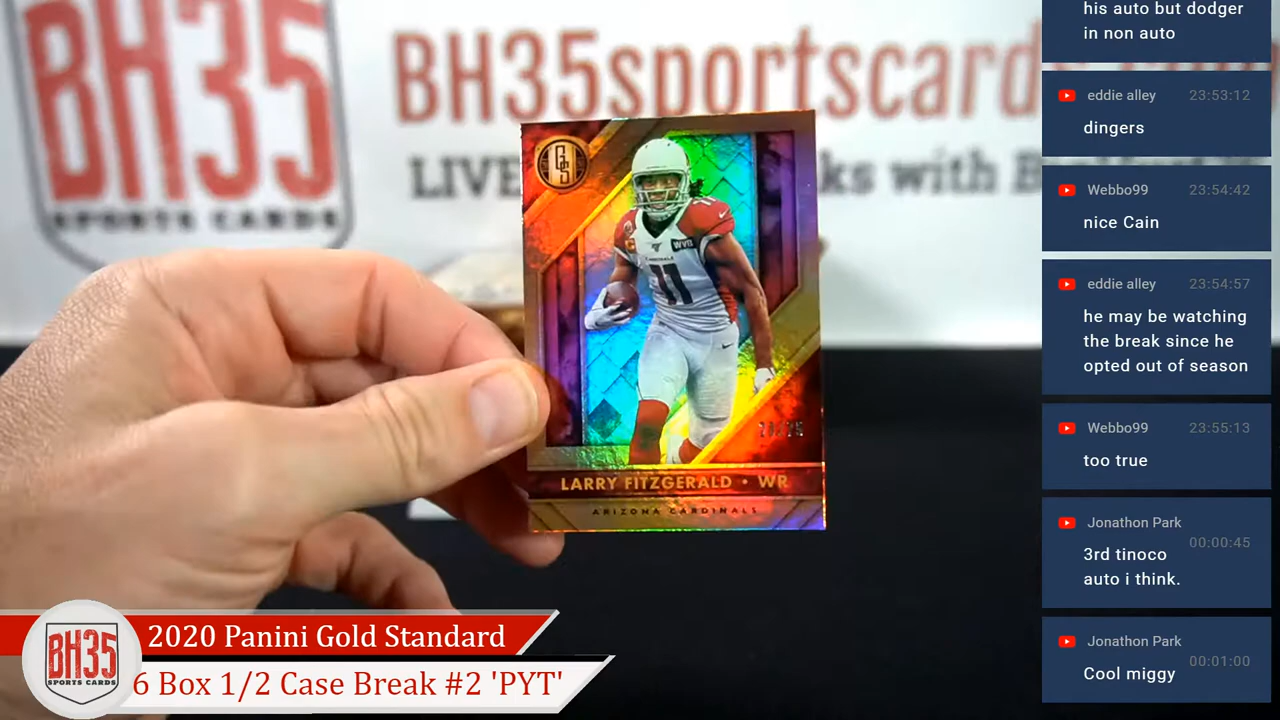 BH35
SPORTS CARDS
BH35sportscards
LIVE
ks with
GS
11
WVB
CARDINALS
11
LARRY FITZGERALD • WR
ARIZONA CARDINALS
BH35
SPORTS CARDS
2020 Panini Gold Standard
6 Box 1/2 Case Break #2 'PYT'
his auto but dodger
in non auto
eddie alley 23:53:12
dingers
Webbo99 23:54:42
nice Cain
eddie alley 23:54:57
he may be watching
the break since he
opted out of season
Webbo99 23:55:13
too true
Jonathon Park 00:00:45
3rd tinoco
auto i think.
Jonathon Park 00:01:00
Cool miggy